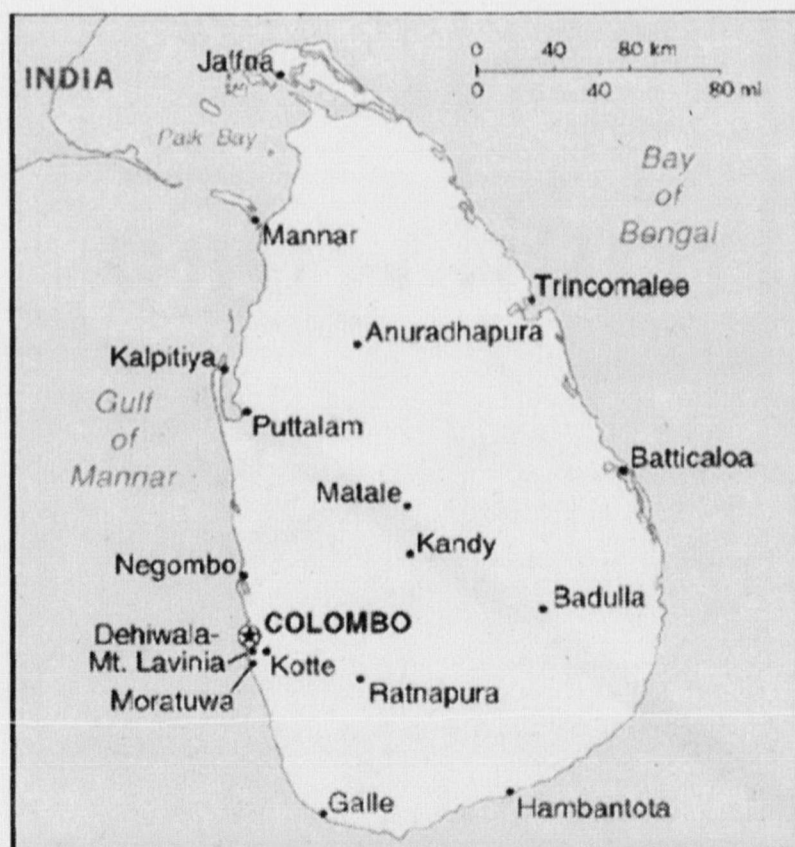 INDIA
Jaffna
0 40 80 km
0 40 80 mi
Palk Bay
Bay
of
Bengal
Mannar
Trincomalee
Anuradhapura
Kalpitiya
Gulf
of
Mannar
Puttalam
Batticaloa
Matale
Kandy
Negombo
Badulla
COLOMBO
Dehiwala-
Mt. Lavinia
Kotte
Moratuwa
Ratnapura
Galle
Hambantota